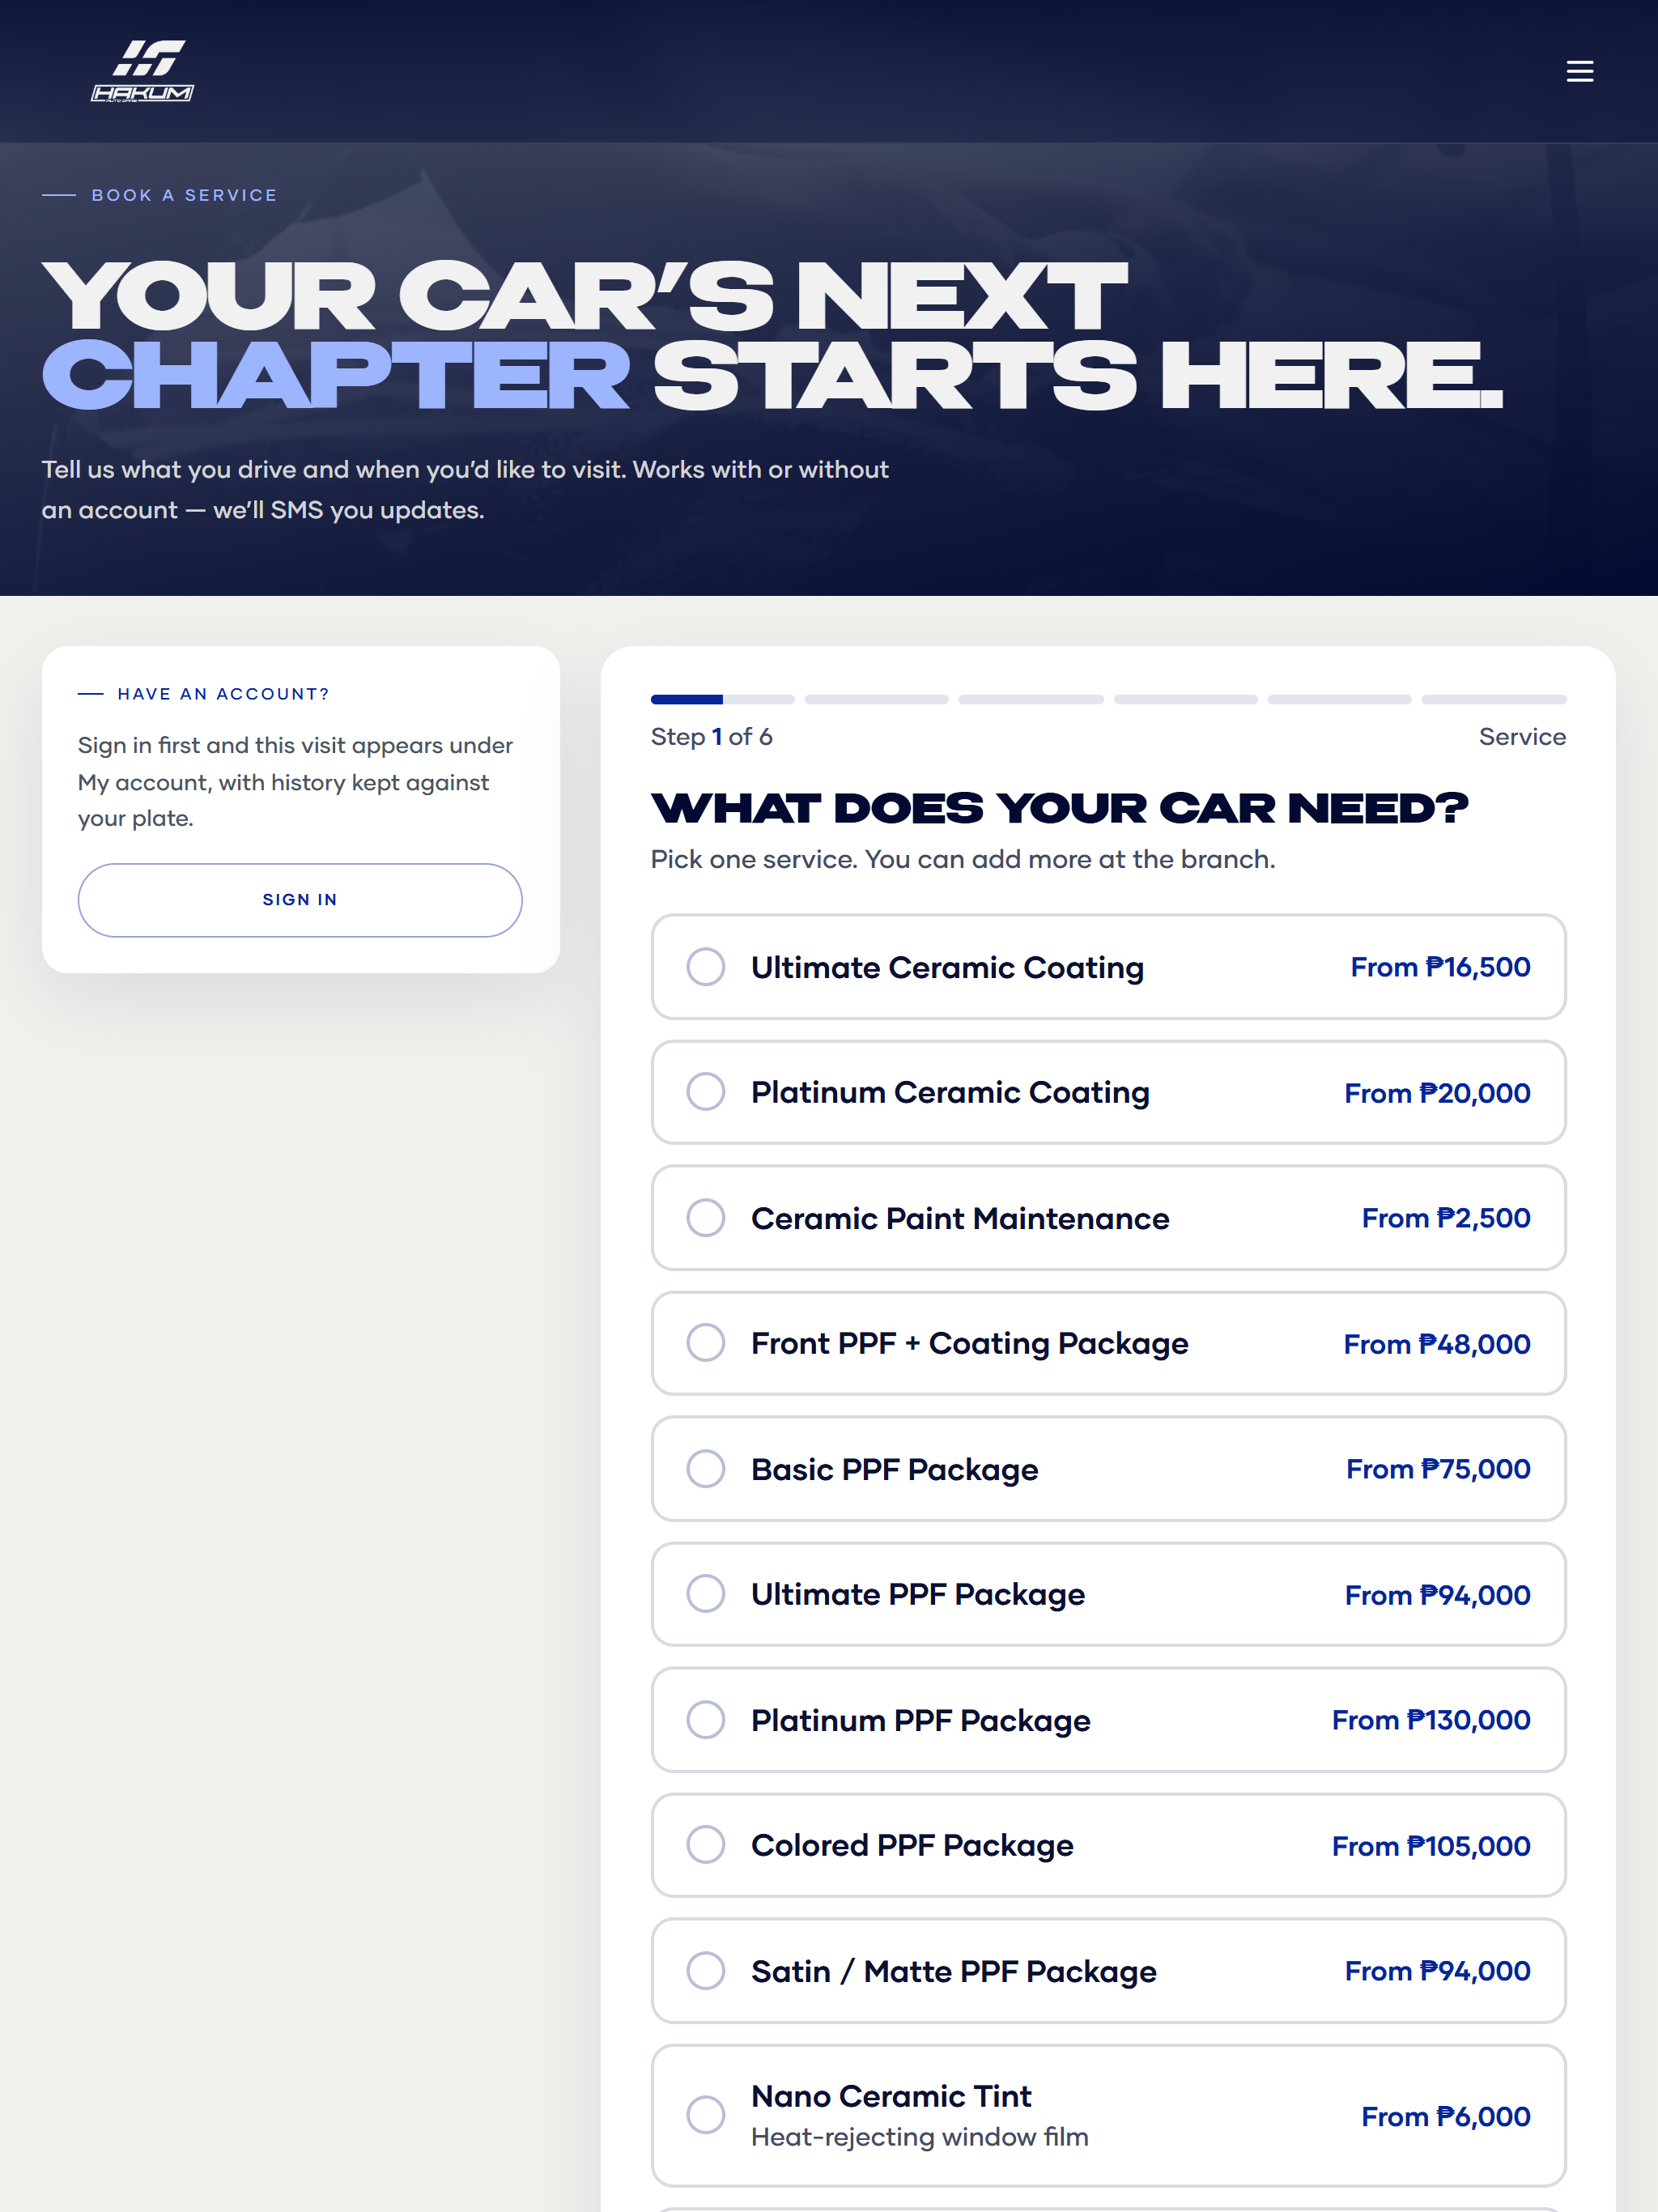 HAKUM
BOOK A SERVICE
YOUR CAR’S NEXT
CHAPTER STARTS HERE.
Tell us what you drive and when you’d like to visit. Works with or without
an account — we’ll SMS you updates.
HAVE AN ACCOUNT?
Sign in first and this visit appears under
My account, with history kept against
your plate.
SIGN IN
Step 1 of 6
Service
WHAT DOES YOUR CAR NEED?
Pick one service. You can add more at the branch.
Ultimate Ceramic Coating
From ₱16,500
Platinum Ceramic Coating
From ₱20,000
Ceramic Paint Maintenance
From ₱2,500
Front PPF + Coating Package
From ₱48,000
Basic PPF Package
From ₱75,000
Ultimate PPF Package
From ₱94,000
Platinum PPF Package
From ₱130,000
Colored PPF Package
From ₱105,000
Satin / Matte PPF Package
From ₱94,000
Nano Ceramic Tint
Heat-rejecting window film
From ₱6,000